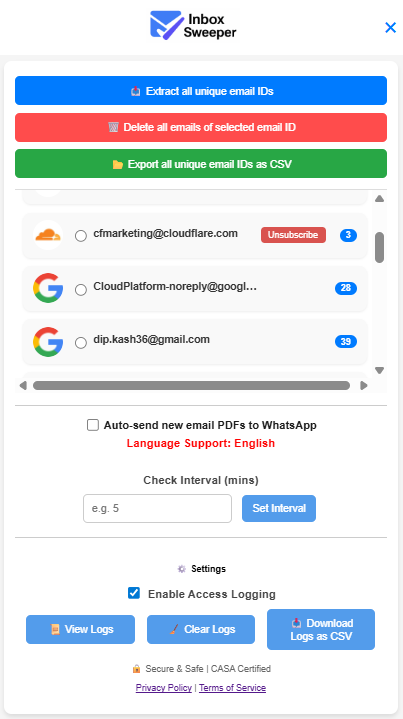 Inbox
Sweeper
Extract all unique email IDs
Delete all emails of selected email ID
Export all unique email IDs as CSV
cfmarketing@cloudflare.com Unsubscribe 3
CloudPlatform-noreply@googl... 28
dip.kash36@gmail.com 39
Auto-send new email PDFs to WhatsApp
Language Support: English
Check Interval (mins)
e.g. 5 Set Interval
Settings
Enable Access Logging
View Logs Clear Logs Download
Logs as CSV
Secure & Safe | CASA Certified
Privacy Policy | Terms of Service